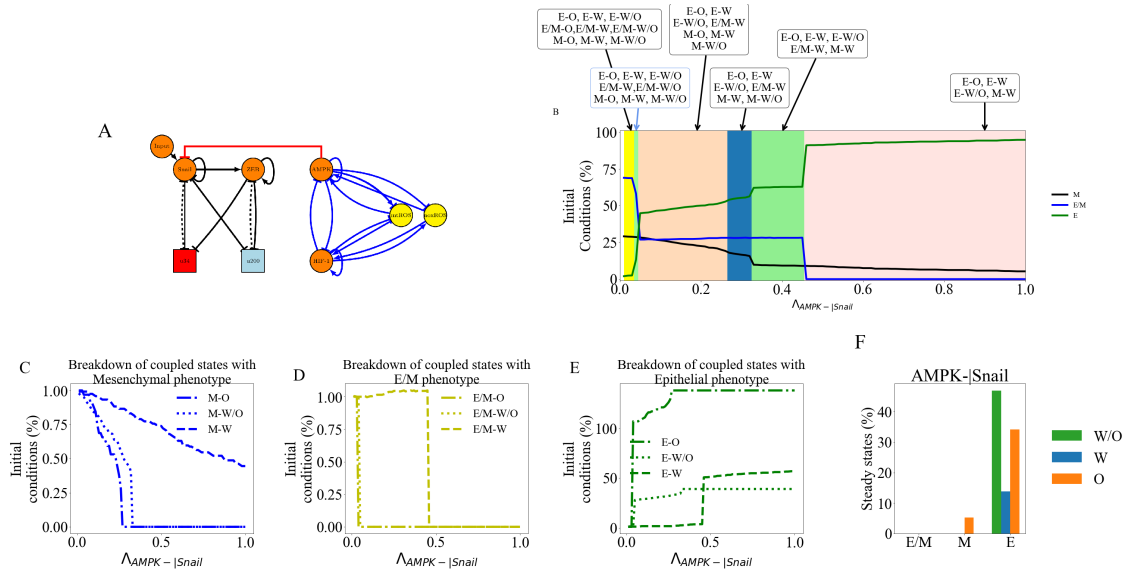 A
Input
Snail
ZEB
AMPK
mtROS
noxROS
HIF-1
u34
u200
E-O, E-W, E-W/O
E/M-O,E/M-W,E/M-W/O
M-O, M-W, M-W/O
E-O, E-W
E-W/O, E/M-W
M-O, M-W
M-W/O
E-O, E-W, E-W/O
E/M-W, M-W
E-O, E-W, E-W/O
E/M-W,E/M-W/O
M-O, M-W, M-W/O
E-O, E-W
E-W/O, E/M-W
M-W, M-W/O
E-O, E-W
E-W/O, M-W
B
Initial
Conditions (%)
100
75
50
25
0
0.0
0.2
0.4
0.6
0.8
1.0
Λ_AMPK-|Snail
M
E/M
E
C
Breakdown of coupled states with
Mesenchymal phenotype
Initial
conditions (%)
1.00
0.75
0.50
0.25
0.00
M-O
M-W/O
M-W
0.0
0.5
1.0
Λ_AMPK-|Snail
D
Breakdown of coupled states with
E/M phenotype
Initial
conditions (%)
1.00
0.75
0.50
0.25
0.00
E/M-O
E/M-W/O
E/M-W
0.0
0.5
1.0
Λ_AMPK-|Snail
E
Breakdown of coupled states with
Epithelial phenotype
Initial
conditions (%)
100
50
0
E-O
E-W/O
E-W
0.0
0.5
1.0
Λ_AMPK-|Snail
F
AMPK-|Snail
Steady states (%)
40
30
20
10
0
E/M
M
E
W/O
W
O